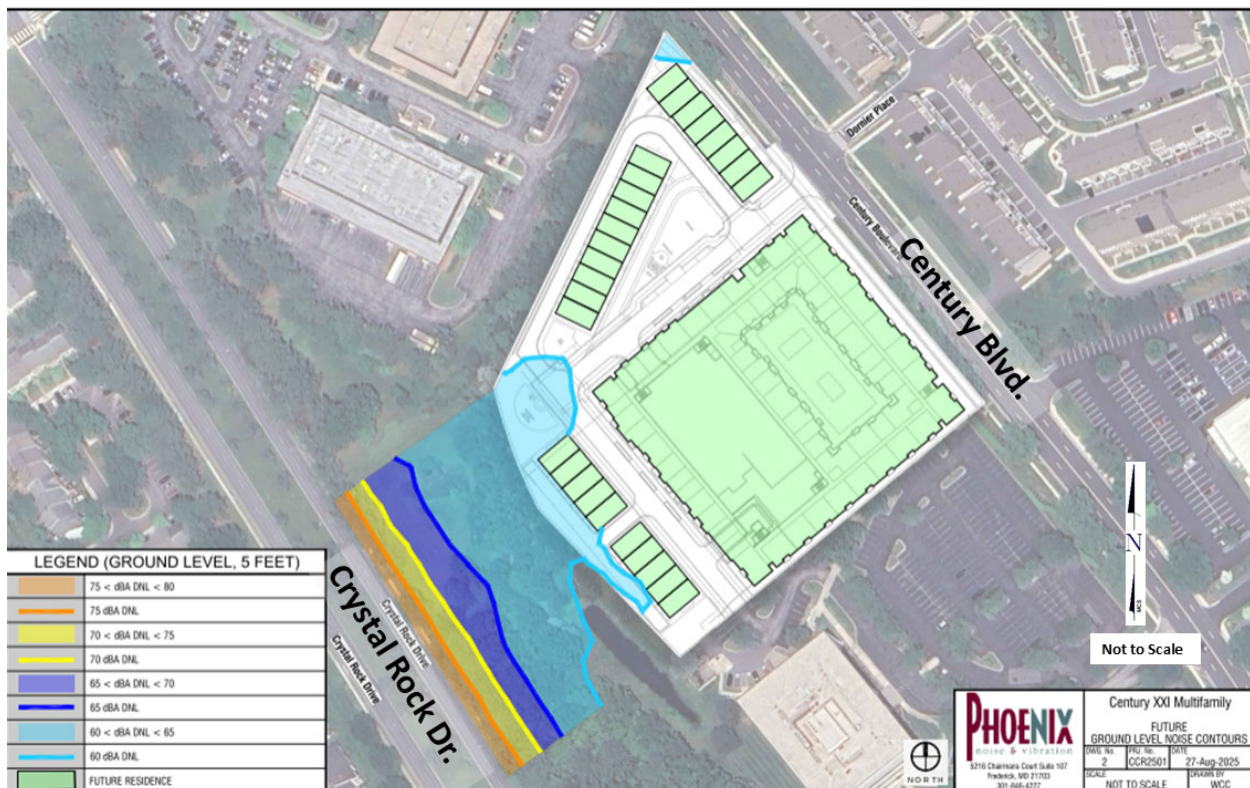 Dornier Place
Century Boulevard
Century Blvd.
N
MCS
Not to Scale
Crystal Rock Drive
Crystal Rock Drive
Crystal Rock Dr.
LEGEND (GROUND LEVEL, 5 FEET)
75 < dBA DNL < 80
75 dBA DNL
70 < dBA DNL < 75
70 dBA DNL
65 < dBA DNL < 70
65 dBA DNL
60 < dBA DNL < 65
60 dBA DNL
FUTURE RESIDENCE
NORTH
PHOENIX
noise & vibration
5216 Chairmans Court Suite 107
Frederick, MD 21703
301-846-4227
Century XXI Multifamily
FUTURE
GROUND LEVEL NOISE CONTOURS
DWG. No. PRJ. No. DATE
2 CCR2501 27-Aug-2025
SCALE DRAWN BY
NOT TO SCALE WCC